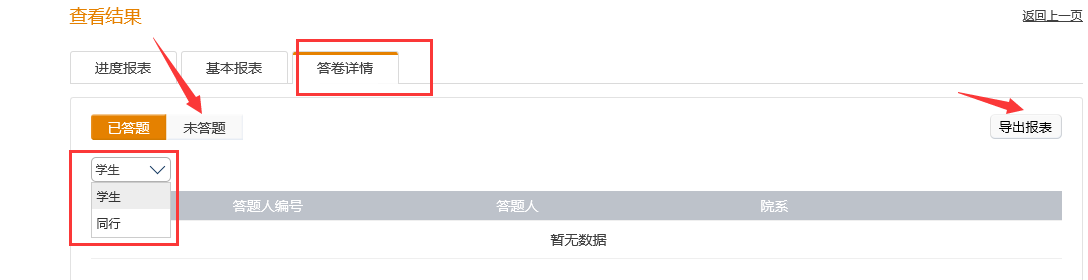 查看结果
返回上一页
进度报表 基本报表 答卷详情
已答题 未答题
导出报表
学生
学生
同行
答题人编号 答题人 院系
暂无数据